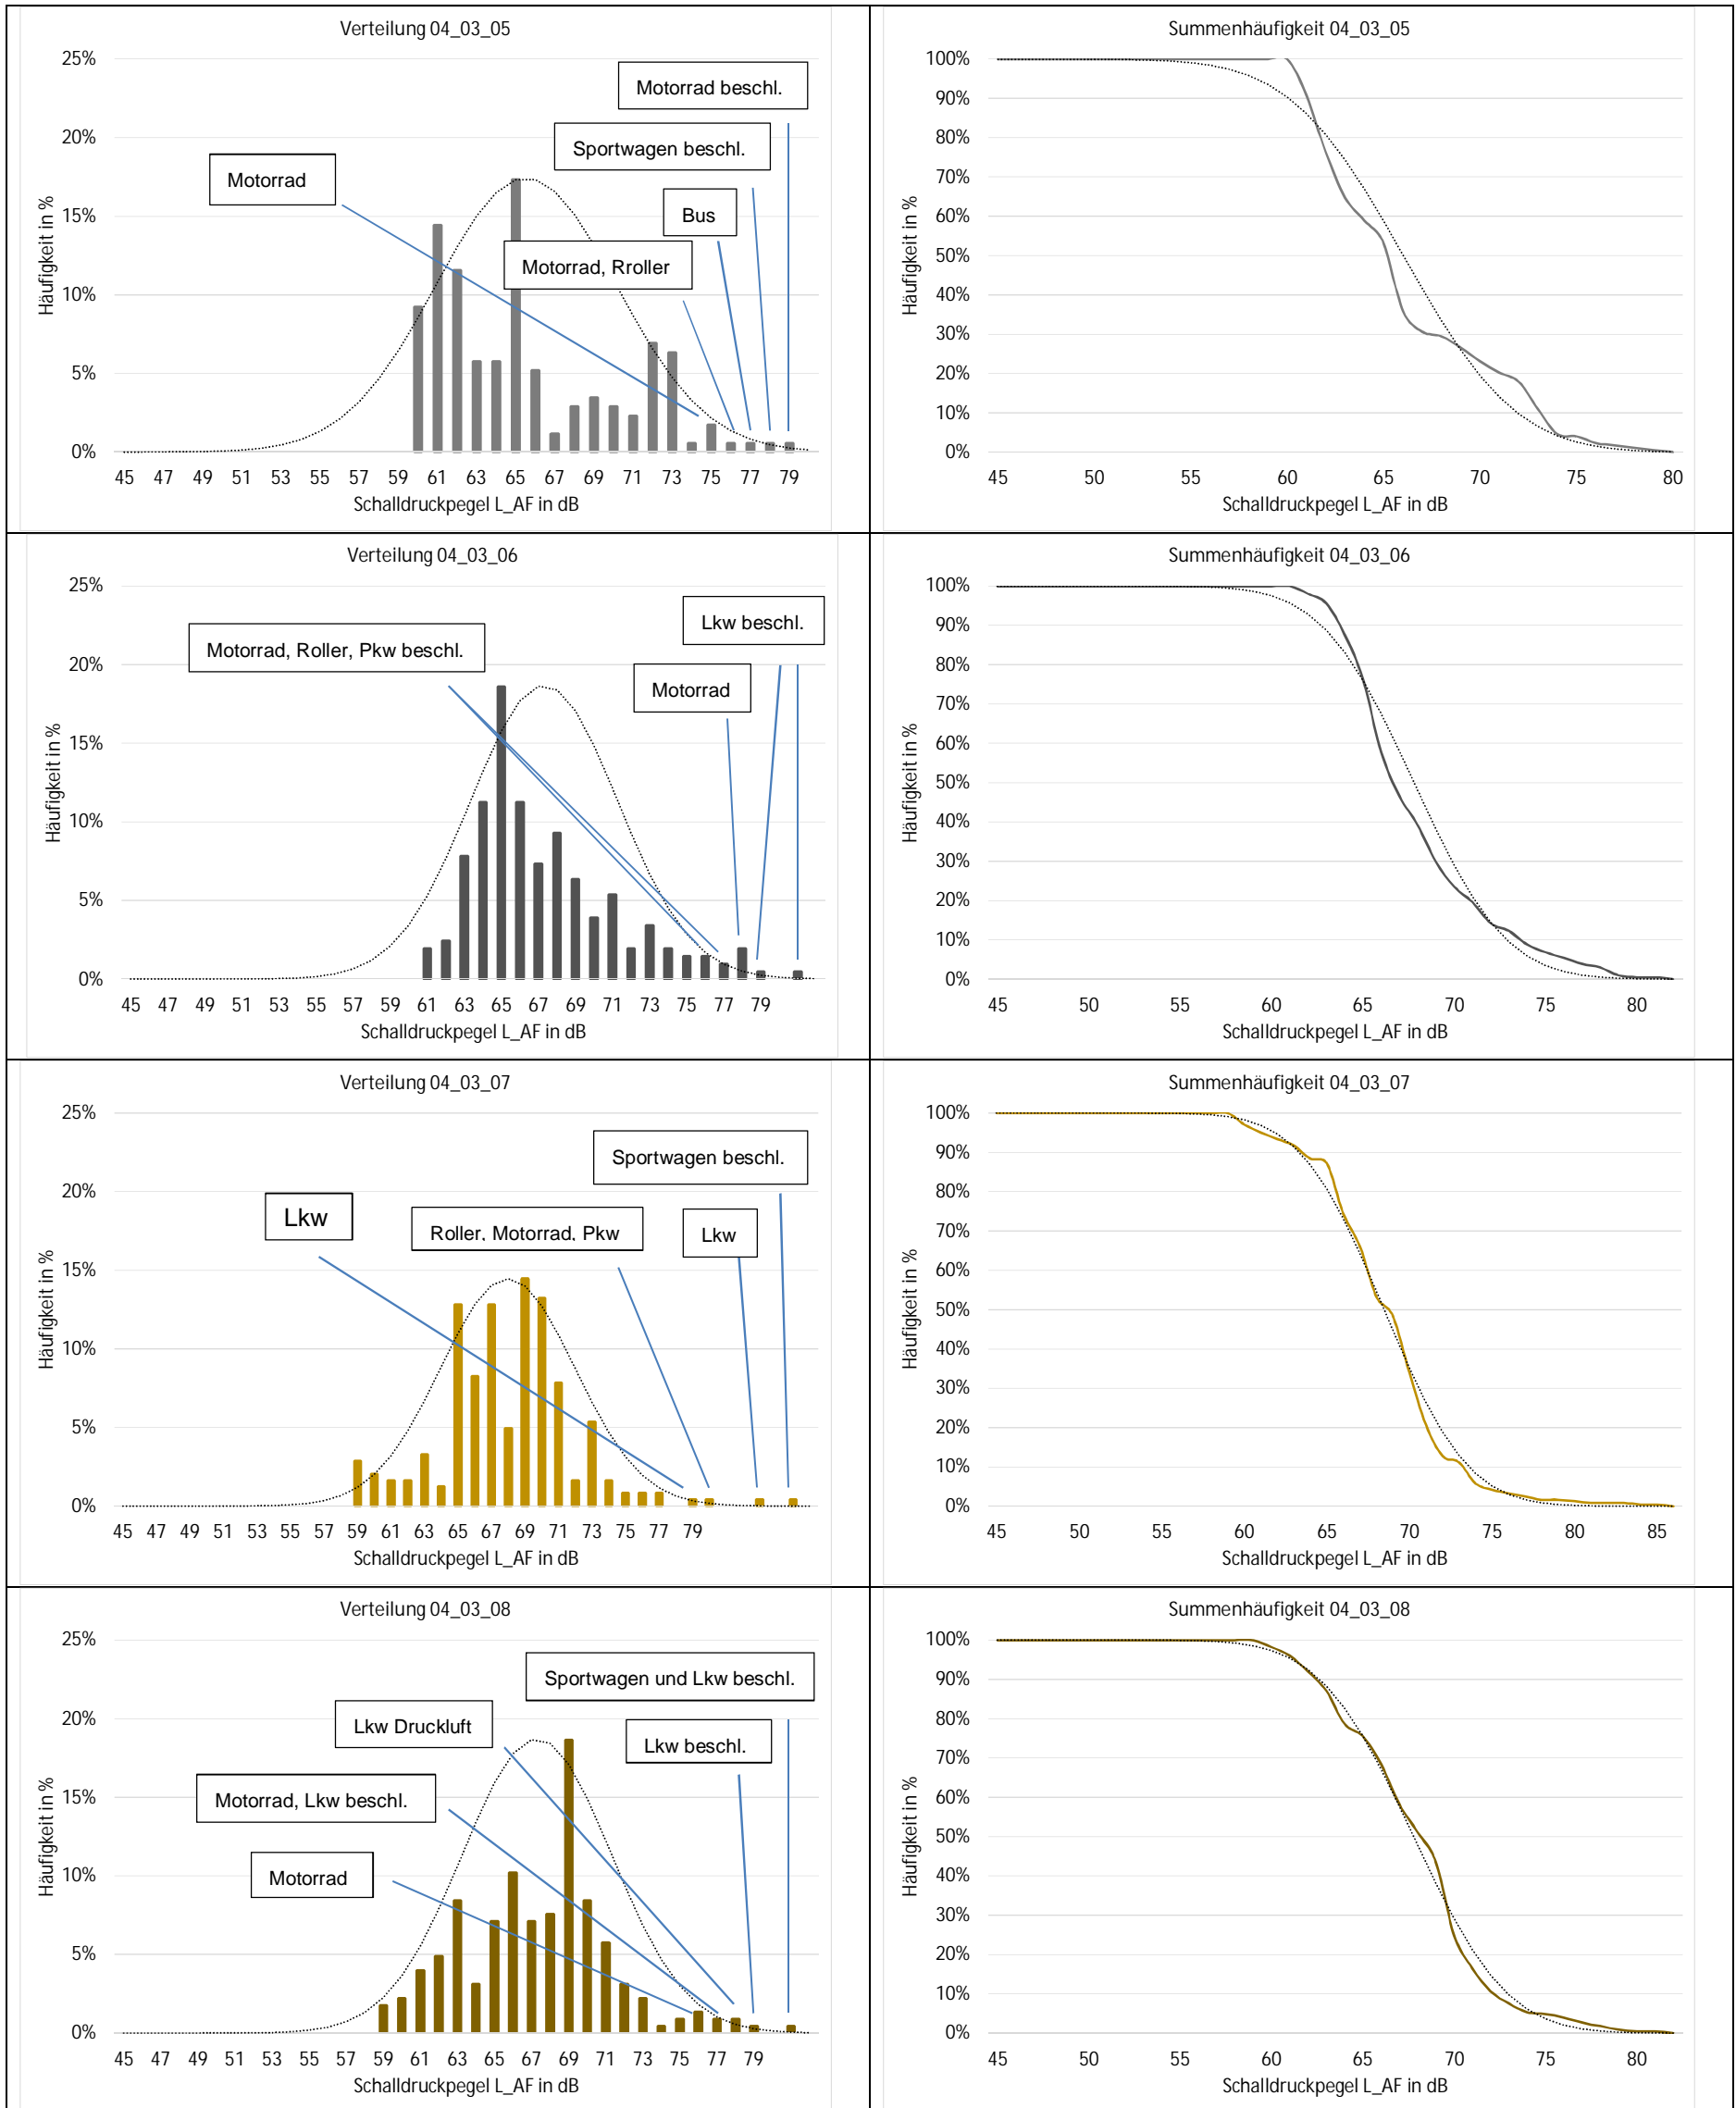 Verteilung 04_03_05
25%
20%
15%
10%
5%
0%
Häufigkeit in %
Motorrad beschl.
Sportwagen beschl.
Motorrad
Bus
Motorrad, Rroller
45 47 49 51 53 55 57 59 61 63 65 67 69 71 73 75 77 79
Schalldruckpegel L_AF in dB
Summenhäufigkeit 04_03_05
100%
90%
80%
70%
60%
50%
40%
30%
20%
10%
0%
Häufigkeit in %
45 50 55 60 65 70 75 80
Schalldruckpegel L_AF in dB
Verteilung 04_03_06
25%
20%
15%
10%
5%
0%
Häufigkeit in %
Lkw beschl.
Motorrad, Roller, Pkw beschl.
Motorrad
45 47 49 51 53 55 57 59 61 63 65 67 69 71 73 75 77 79
Schalldruckpegel L_AF in dB
Summenhäufigkeit 04_03_06
100%
90%
80%
70%
60%
50%
40%
30%
20%
10%
0%
Häufigkeit in %
45 50 55 60 65 70 75 80
Schalldruckpegel L_AF in dB
Verteilung 04_03_07
25%
20%
15%
10%
5%
0%
Häufigkeit in %
Sportwagen beschl.
Lkw
Roller, Motorrad, Pkw
Lkw
45 47 49 51 53 55 57 59 61 63 65 67 69 71 73 75 77 79
Schalldruckpegel L_AF in dB
Summenhäufigkeit 04_03_07
100%
90%
80%
70%
60%
50%
40%
30%
20%
10%
0%
Häufigkeit in %
45 50 55 60 65 70 75 80 85
Schalldruckpegel L_AF in dB
Verteilung 04_03_08
25%
20%
15%
10%
5%
0%
Häufigkeit in %
Sportwagen und Lkw beschl.
Lkw Druckluft
Lkw beschl.
Motorrad, Lkw beschl.
Motorrad
45 47 49 51 53 55 57 59 61 63 65 67 69 71 73 75 77 79
Schalldruckpegel L_AF in dB
Summenhäufigkeit 04_03_08
100%
90%
80%
70%
60%
50%
40%
30%
20%
10%
0%
Häufigkeit in %
45 50 55 60 65 70 75 80
Schalldruckpegel L_AF in dB